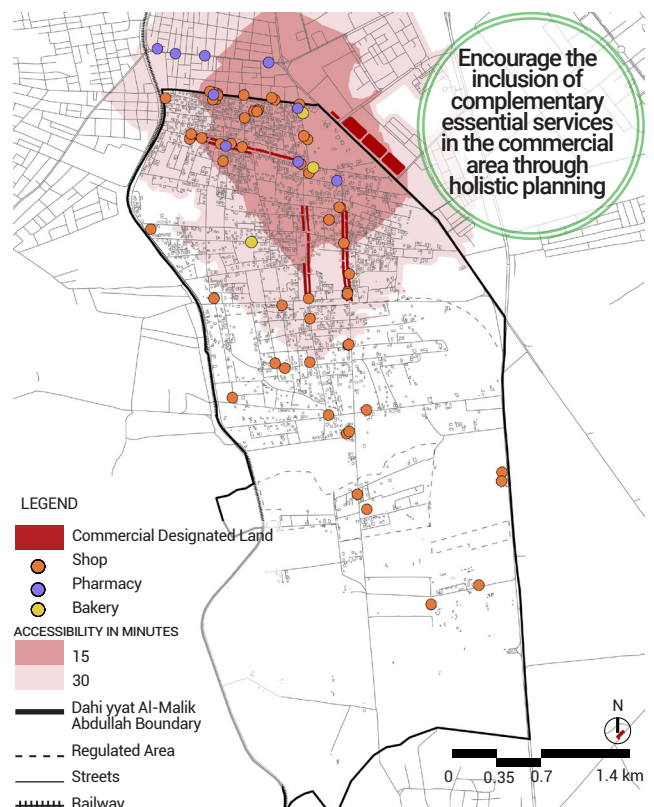 Encourage the
inclusion of
complementary
essential services
in the commercial
area through
holistic planning
LEGEND
Commercial Designated Land
Shop
Pharmacy
Bakery
ACCESSIBILITY IN MINUTES
15
30
Dahi yyat Al-Malik
Abdullah Boundary
Regulated Area
Streets
Railway
N
0 0.35 0.7 1.4 km